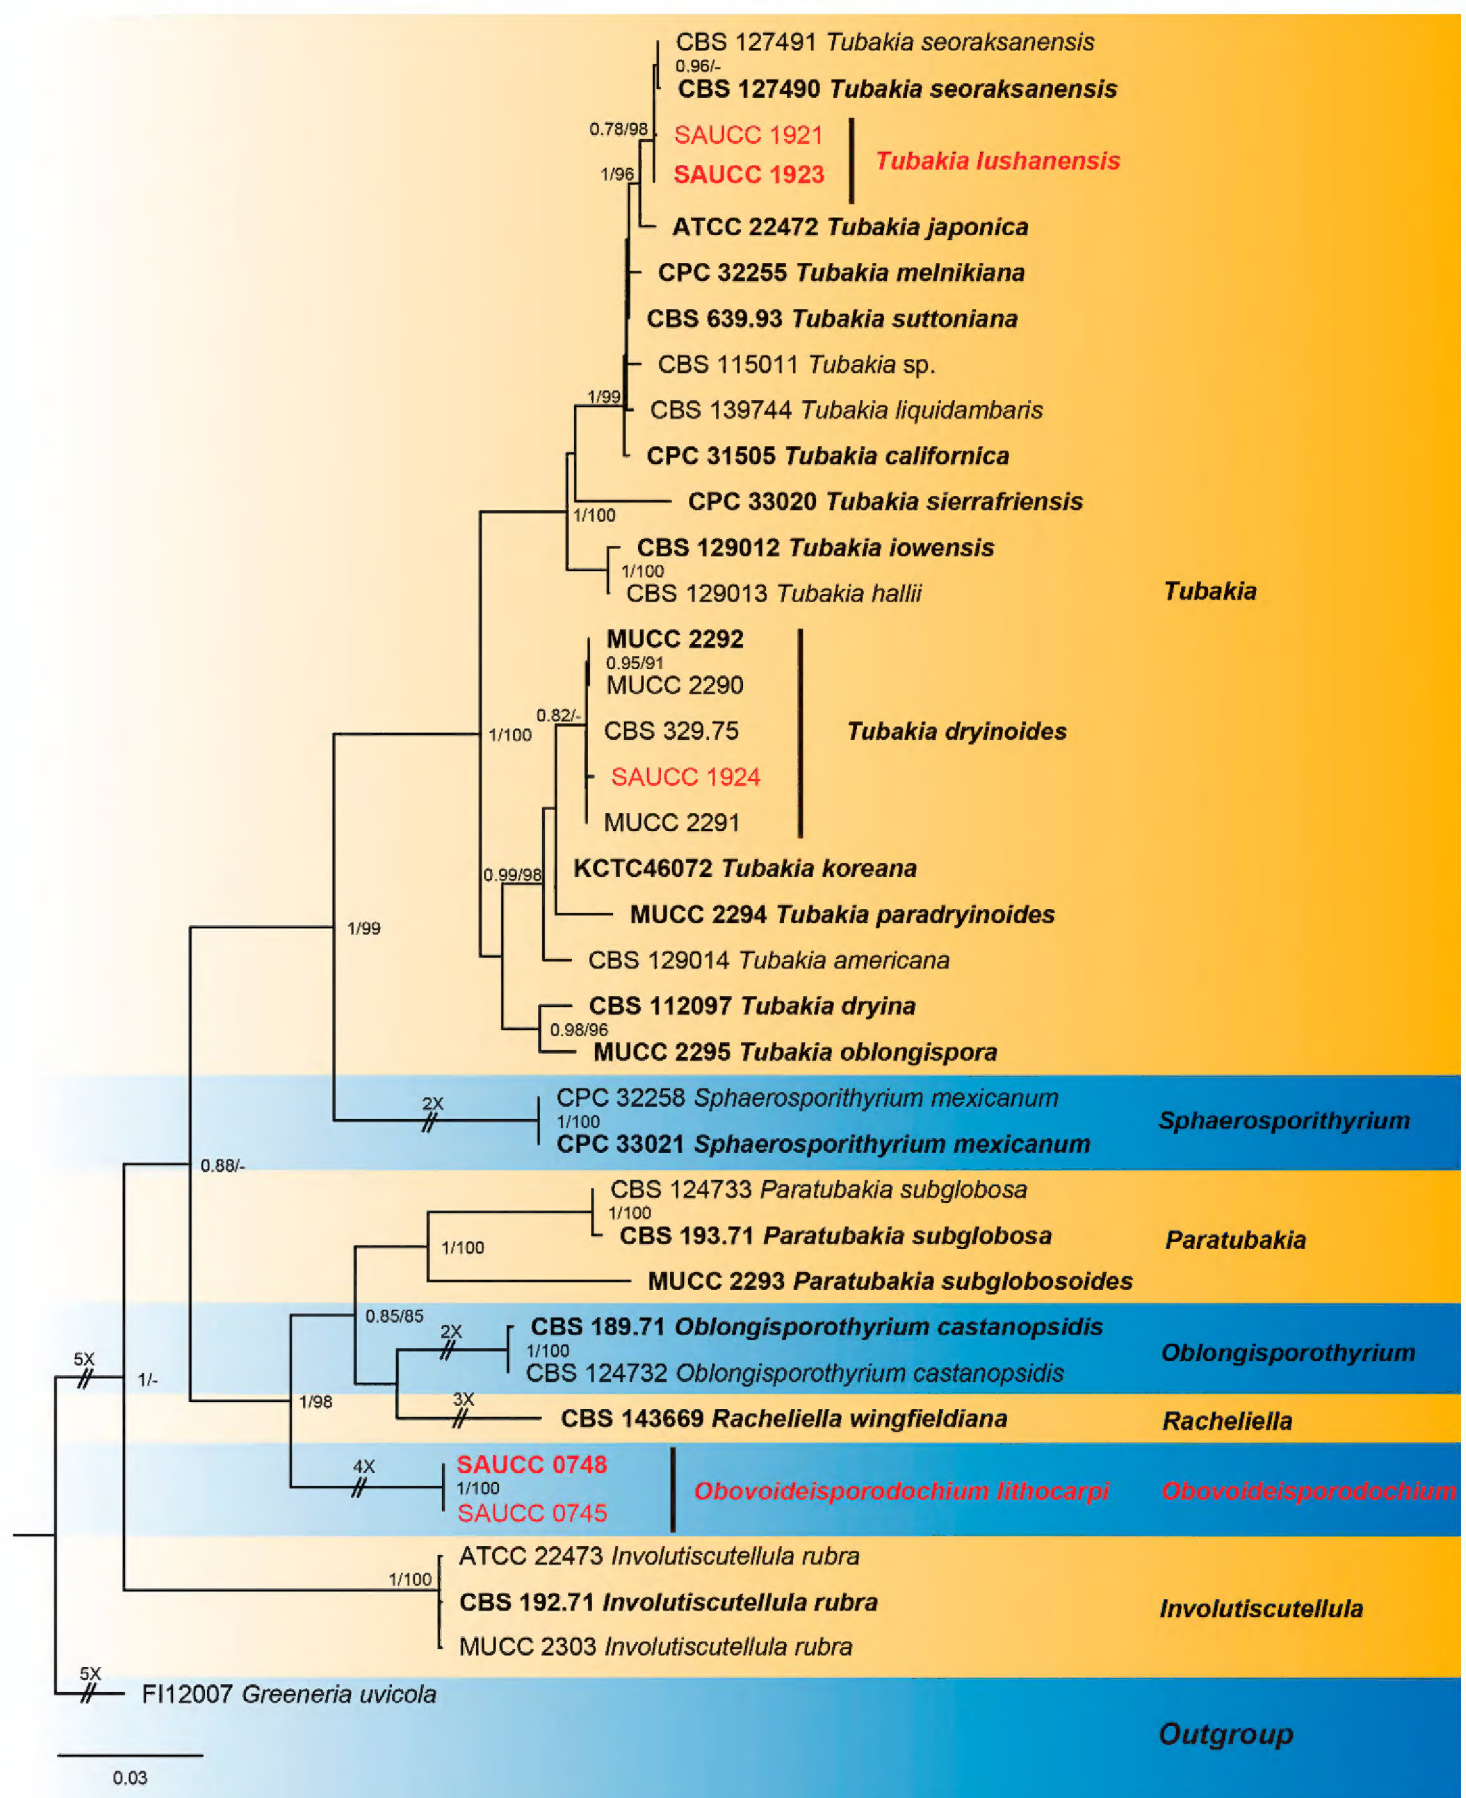 CBS 127491 Tubakia seoraksanensis
0.96/-
CBS 127490 Tubakia seoraksanensis
0.78/98
SAUCC 1921
Tubakia lushanensis
1/96
SAUCC 1923
ATCC 22472 Tubakia japonica
CPC 32255 Tubakia melnikiana
CBS 639.93 Tubakia suttoniana
CBS 115011 Tubakia sp.
1/99
CBS 139744 Tubakia liquidambaris
CPC 31505 Tubakia californica
CPC 33020 Tubakia sierrafriensis
1/100
CBS 129012 Tubakia iowensis
1/100
CBS 129013 Tubakia hallii
Tubakia
MUCC 2292
0.95/91
MUCC 2290
0.82/-
1/100
CBS 329.75
Tubakia dryinoides
SAUCC 1924
MUCC 2291
KCTC46072 Tubakia koreana
0.99/98
MUCC 2294 Tubakia paradryinoides
1/99
CBS 129014 Tubakia americana
CBS 112097 Tubakia dryina
0.98/96
MUCC 2295 Tubakia oblongispora
CPC 32258 Sphaerosporithyrium mexicanum
2X
1/100
Sphaerosporithyrium
CPC 33021 Sphaerosporithyrium mexicanum
0.88/-
CBS 124733 Paratubakia subglobosa
1/100
CBS 193.71 Paratubakia subglobosa
Paratubakia
1/100
MUCC 2293 Paratubakia subglobosoides
0.85/85
CBS 189.71 Oblongisporothyrium castanopsidis
2X
1/100
Oblongisporothyrium
5X
CBS 124732 Oblongisporothyrium castanopsidis
1/-
1/98
3X
CBS 143669 Racheliella wingfieldiana
Racheliella
4X
SAUCC 0748
1/100
Obovoideisporodochium lithocarpi
Obovoideisporodochium
SAUCC 0745
ATCC 22473 Involutiscutellula rubra
1/100
CBS 192.71 Involutiscutellula rubra
Involutiscutellula
MUCC 2303 Involutiscutellula rubra
5X
FI12007 Greeneria uvicola
Outgroup
0.03